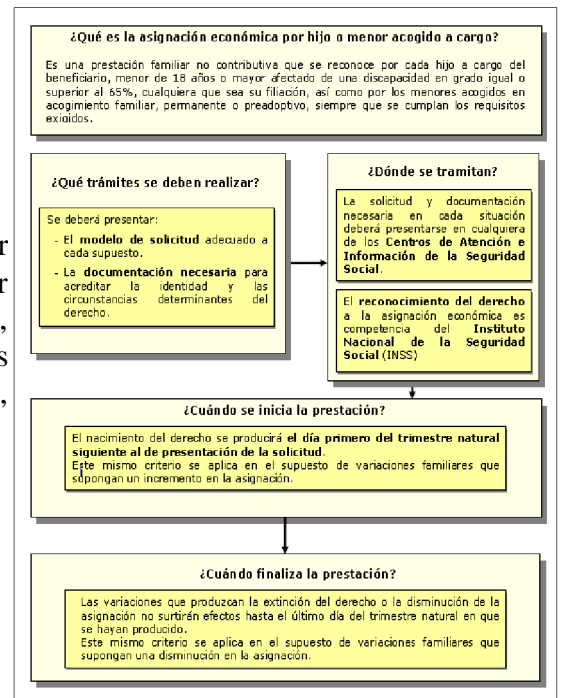 ¿Qué es la asignación económica por hijo o menor acogido a cargo?
Es una prestación familiar no contributiva que se reconoce por cada hijo a cargo del
beneficiario, menor de 18 años o mayor afectado de una discapacidad en grado igual o
superior al 65%, cualquiera que sea su filiación, así como por los menores acogidos en
acogimiento familiar, permanente o preadoptivo, siempre que se cumplan los requisitos
exigidos.
¿Qué trámites se deben realizar?
Se deberá presentar:
- El modelo de solicitud adecuado a
cada supuesto.
- La documentación necesaria para
acreditar la identidad y las
circunstancias determinantes del
derecho.
¿Dónde se tramitan?
La solicitud y documentación
necesaria en cada situación
deberá presentarse en cualquiera
de los Centros de Atención e
Información de la Seguridad
Social.
El reconocimiento del derecho
a la asignación económica es
competencia del Instituto
Nacional de la Seguridad
Social (INSS)
r
r
,
s
,
¿Cuándo se inicia la prestación?
El nacimiento del derecho se producirá el día primero del trimestre natural
siguiente al de presentación de la solicitud.
Este mismo criterio se aplica en el supuesto de variaciones familiares que
supongan un incremento en la asignación.
¿Cuándo finaliza la prestación?
Las variaciones que produzcan la extinción del derecho o la disminución de la
asignación no surtirán efectos hasta el último día del trimestre natural en que
se hayan producido.
Este mismo criterio se aplica en el supuesto de variaciones familiares que
supongan una disminución en la asignación.